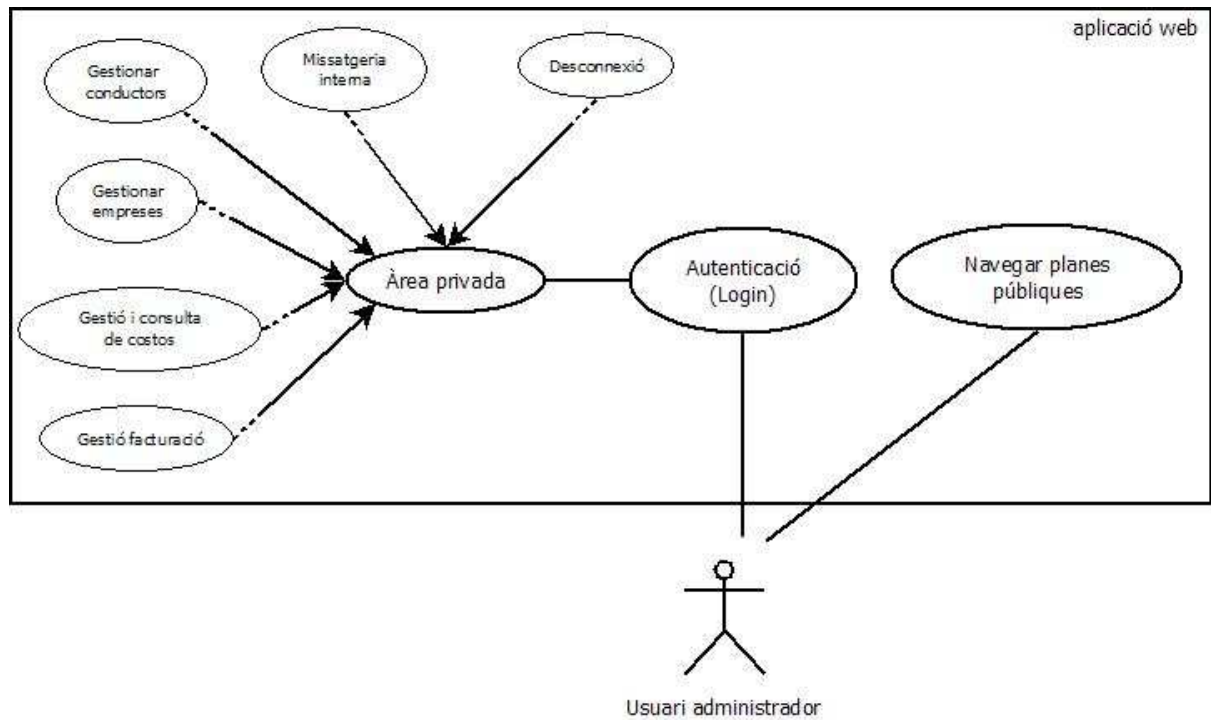 aplicació web
Gestionar
conductors
Missatgeria
interna
Desconnexió
Gestionar
empreses
Àrea privada
Autenticació
(Login)
Navegar planes
públiques
Gestió i consulta
de costos
Gestió facturació
Usuari administrador